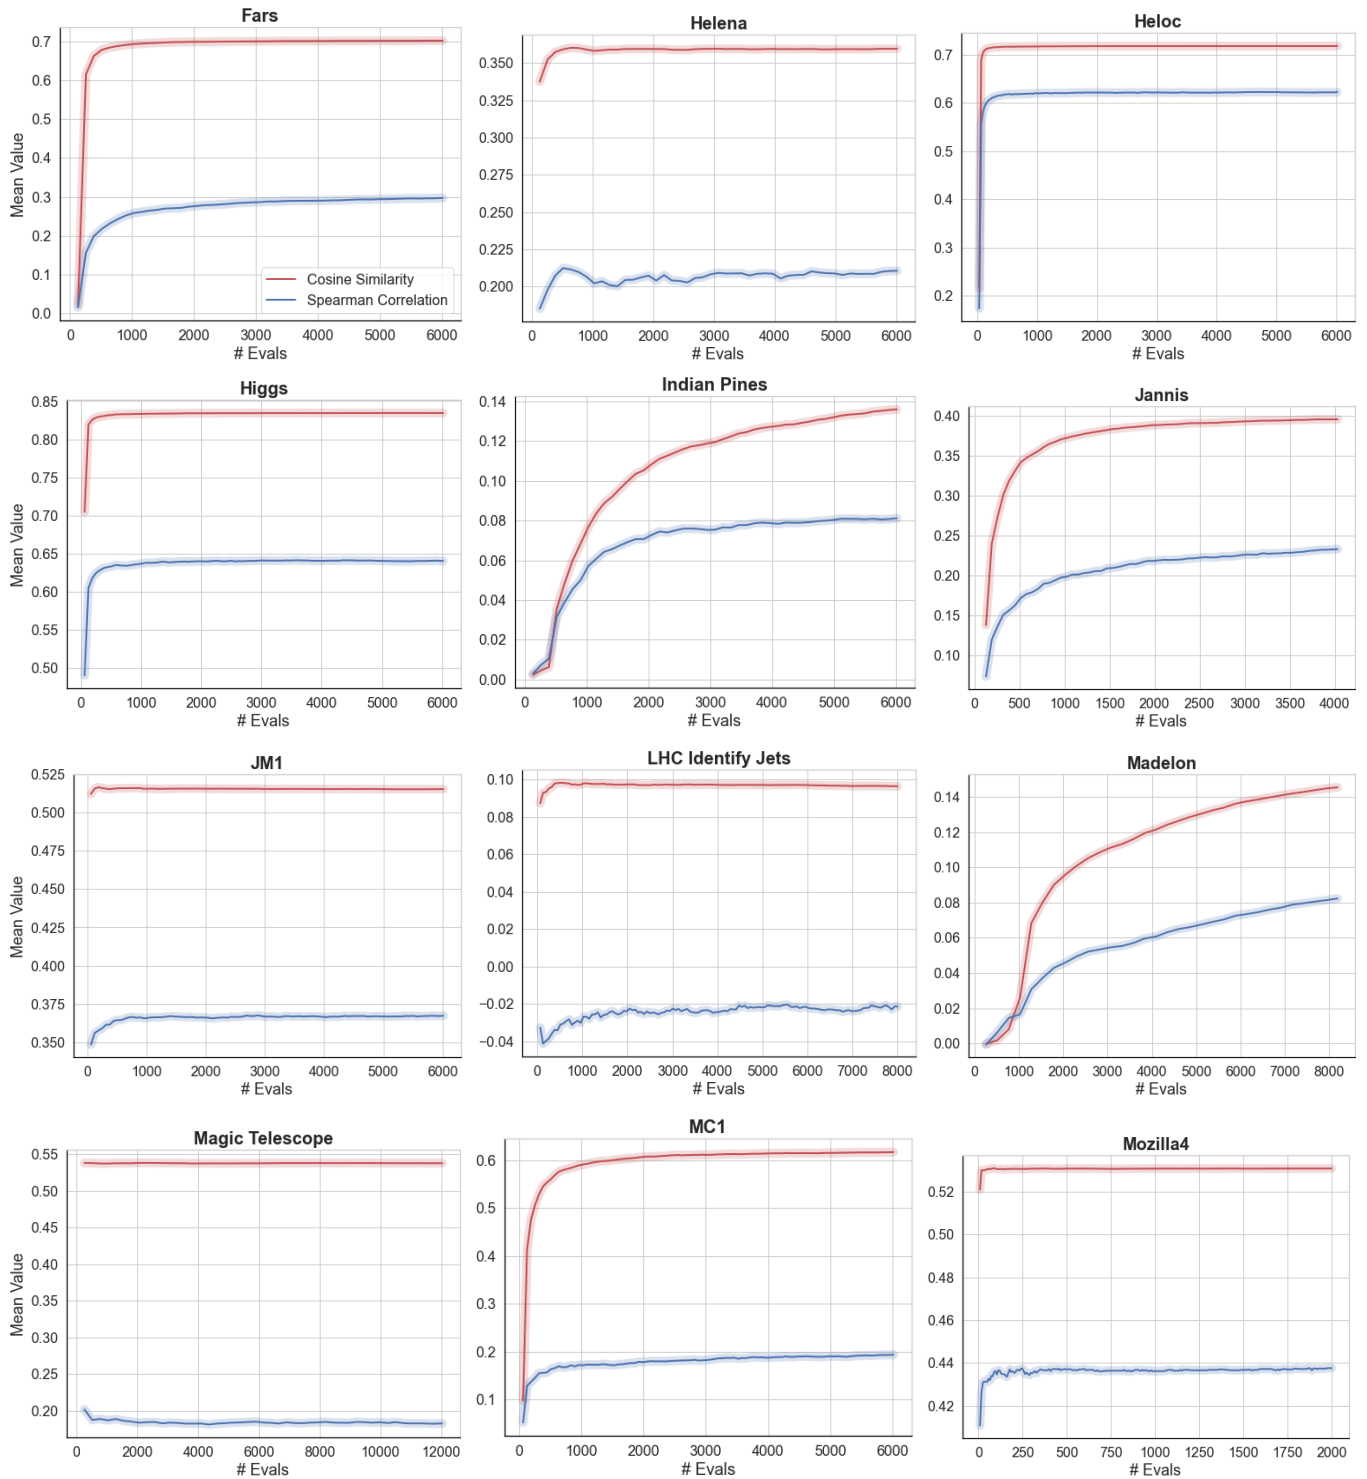 Fars
Mean Value
0.7
0.6
0.5
0.4
0.3
0.2
0.1
0.0
Cosine Similarity
Spearman Correlation
0 1000 2000 3000 4000 5000 6000
# Evals
Helena
0.350
0.325
0.300
0.275
0.250
0.225
0.200
0 1000 2000 3000 4000 5000 6000
# Evals
Heloc
0.7
0.6
0.5
0.4
0.3
0.2
0 1000 2000 3000 4000 5000 6000
# Evals
Higgs
Mean Value
0.85
0.80
0.75
0.70
0.65
0.60
0.55
0.50
0 1000 2000 3000 4000 5000 6000
# Evals
Indian Pines
0.14
0.12
0.10
0.08
0.06
0.04
0.02
0.00
0 1000 2000 3000 4000 5000 6000
# Evals
Jannis
0.40
0.35
0.30
0.25
0.20
0.15
0.10
0 500 1000 1500 2000 2500 3000 3500 4000
# Evals
JM1
Mean Value
0.525
0.500
0.475
0.450
0.425
0.400
0.375
0.350
0 1000 2000 3000 4000 5000 6000
# Evals
LHC Identify Jets
0.10
0.08
0.06
0.04
0.02
0.00
−0.02
−0.04
0 1000 2000 3000 4000 5000 6000 7000 8000
# Evals
Madelon
0.14
0.12
0.10
0.08
0.06
0.04
0.02
0.00
0 1000 2000 3000 4000 5000 6000 7000 8000
# Evals
Magic Telescope
Mean Value
0.55
0.50
0.45
0.40
0.35
0.30
0.25
0.20
0 2000 4000 6000 8000 10000 12000
# Evals
MC1
0.6
0.5
0.4
0.3
0.2
0.1
0 1000 2000 3000 4000 5000 6000
# Evals
Mozilla4
0.52
0.50
0.48
0.46
0.44
0.42
0 250 500 750 1000 1250 1500 1750 2000
# Evals